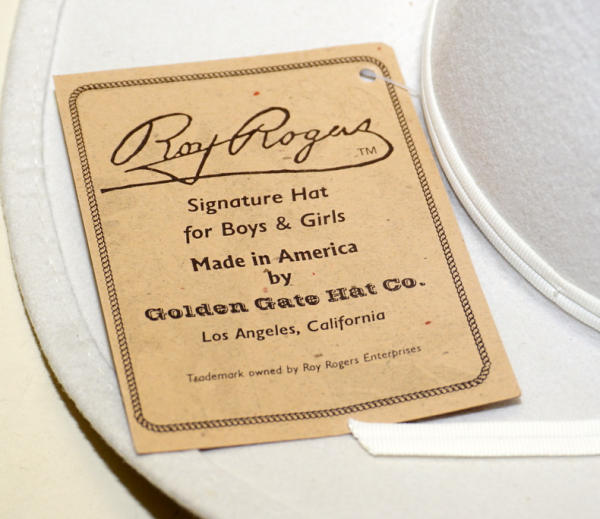 Roy Rogers TM
Signature Hat
for Boys & Girls
Made in America
by
Golden Gate Hat Co.
Los Angeles, California
Trademark owned by Roy Rogers Enterprises